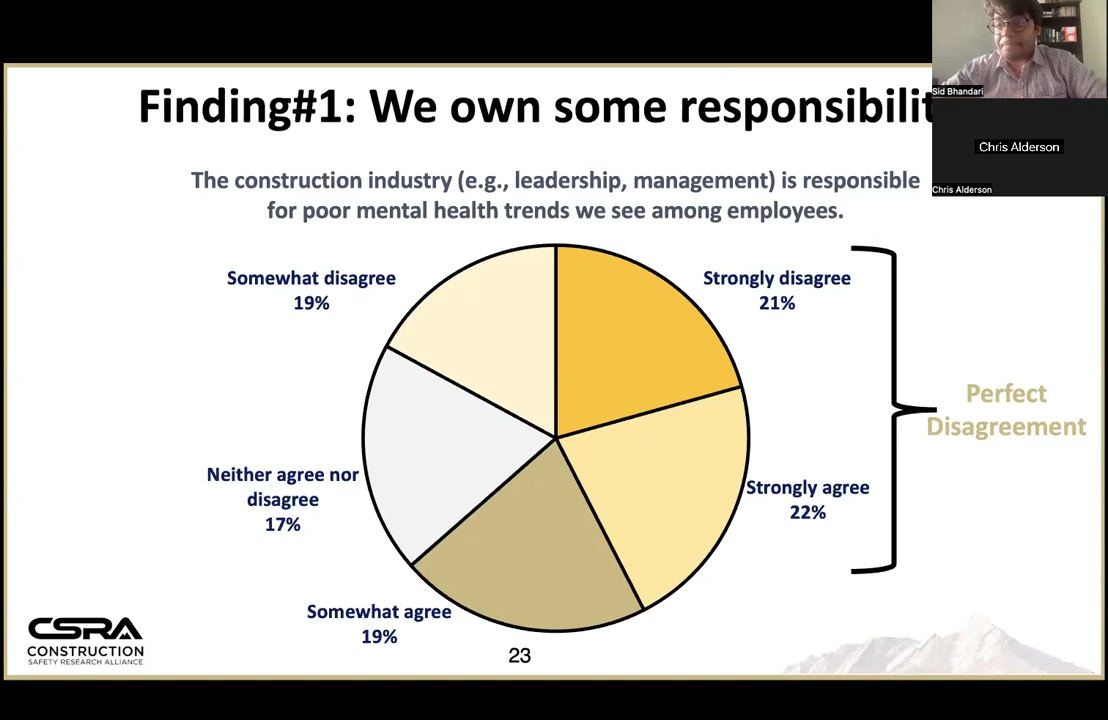 Finding#1: We own some responsibilit
Sid Bhandari
Chris Alderson
Chris Alderson
The construction industry (e.g., leadership, management) is responsible
for poor mental health trends we see among employees.
Somewhat disagree
19%
Strongly disagree
21%
Perfect
Disagreement
Neither agree nor
disagree
17%
Strongly agree
22%
Somewhat agree
19%
CSRA
CONSTRUCTION
SAFETY RESEARCH ALLIANCE
23